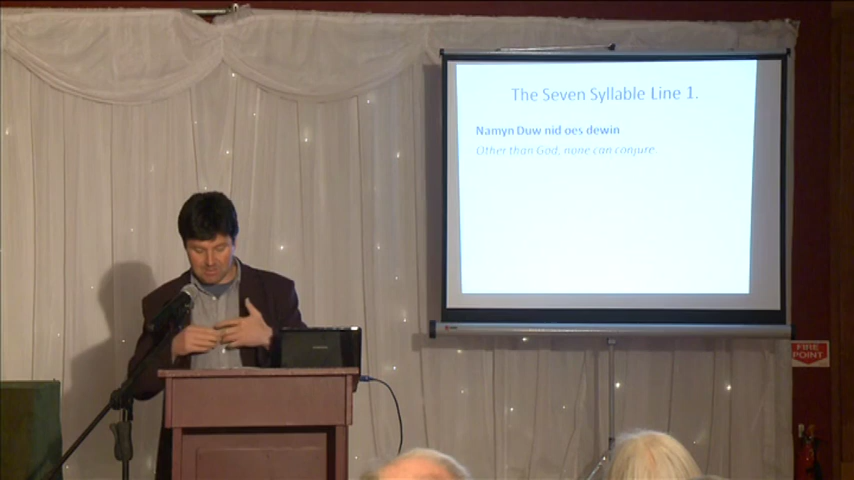 The Seven Syllable Line 1.
Namyn Duw nid oes dewin
Other than God, none can conjure.
FIRE
POINT